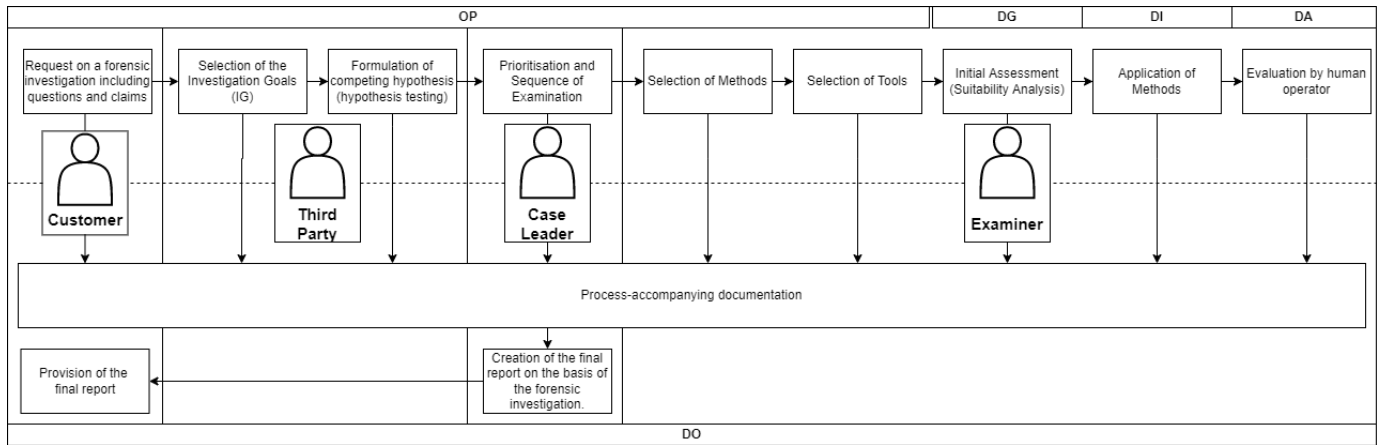 OP
DG
DI
DA
Request on a forensic
investigation including
questions and claims
Selection of the
Investigation Goals
(IG)
Formulation of
competing hypothesis
(hypothesis testing)
Prioritisation and
Sequence of
Examination
Selection of Methods
Selection of Tools
Initial Assessment
(Suitability Analysis)
Application of
Methods
Evaluation by human
operator
Customer
Third
Party
Case
Leader
Examiner
Process-accompanying documentation
Provision of the
final report
Creation of the final
report on the basis of
the forensic
investigation.
DO